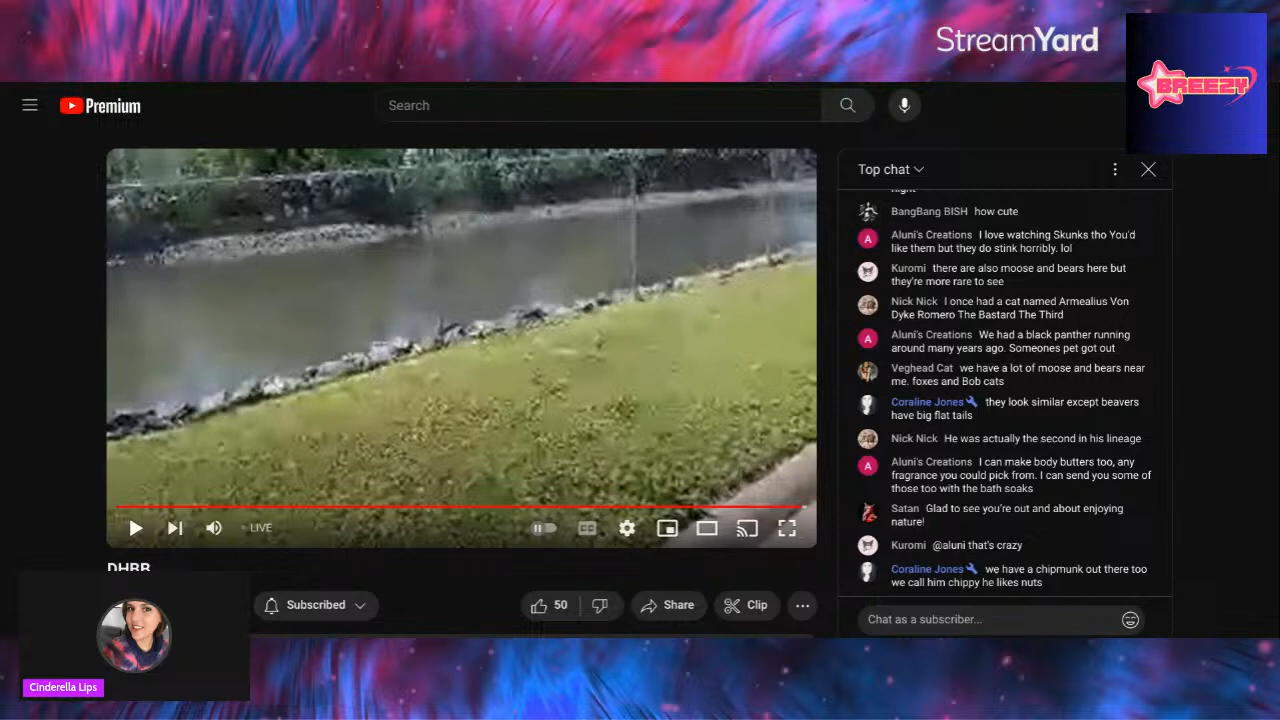 StreamYard
BREEZY
Premium
Search
Top chat
night
BangBang BISH how cute
A
Aluni's Creations I love watching Skunks tho You'd
like them but they do stink horribly. lol
Kuromi there are also moose and bears here but
they're more rare to see
Nick Nick I once had a cat named Armealius Von
Dyke Romero The Bastard The Third
A
Aluni's Creations We had a black panther running
around many years ago. Someones pet got out
Veghead Cat we have a lot of moose and bears near
me. foxes and Bob cats
Coraline Jones they look similar except beavers
have big flat tails
Nick Nick He was actually the second in his lineage
A
Aluni's Creations I can make body butters too, any
fragrance you could pick from. I can send you some of
those too with the bath soaks
Satan Glad to see you're out and about enjoying
nature!
Kuromi @aluni that's crazy
Coraline Jones we have a chipmunk out there too
we call him chippy he likes nuts
Chat as a subscriber...
LIVE
CC
DHRR
Subscribed
50
Share
Clip
Cinderella Lips